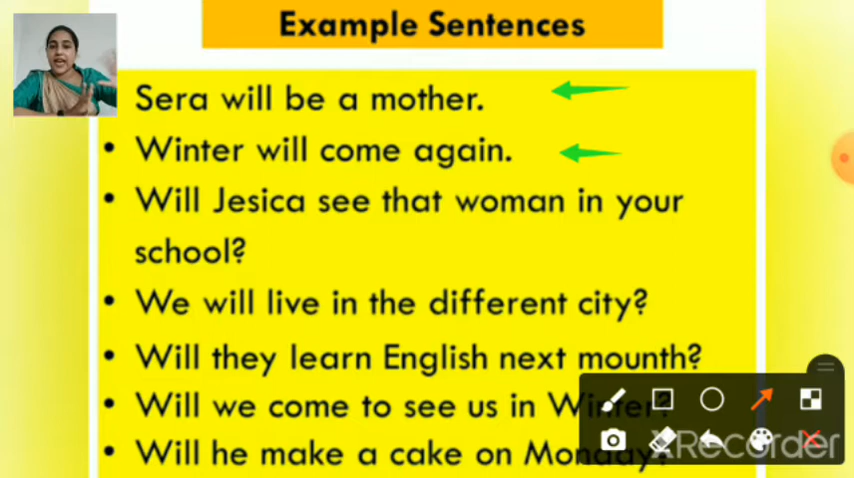 Example Sentences
Sera will be a mother.
• Winter will come again.
• Will Jesica see that woman in your
school?
• We will live in the different city?
• Will they learn English next mounth?
• Will we come to see us in Winter?
• Will he make a cake on Monday?
XRecorder